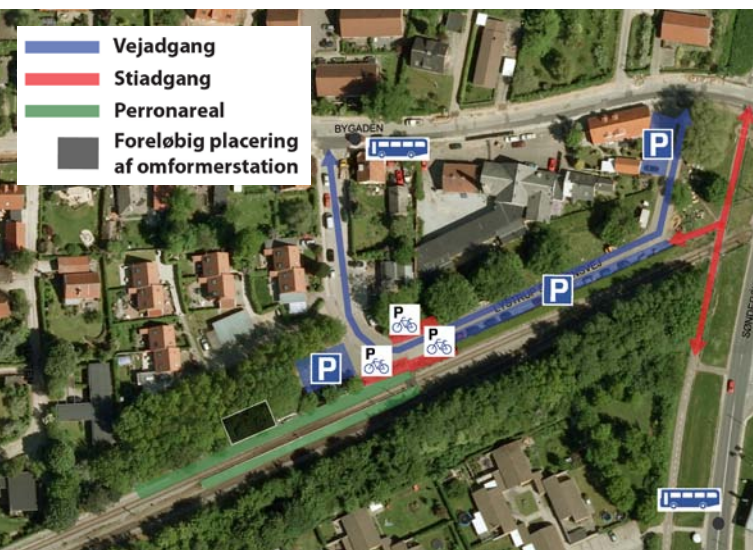 Vejadgang
Stiadgang
Perronareal
Foreløbig placering
af omformerstation
BYGADEN
P
P
P
P
P
P